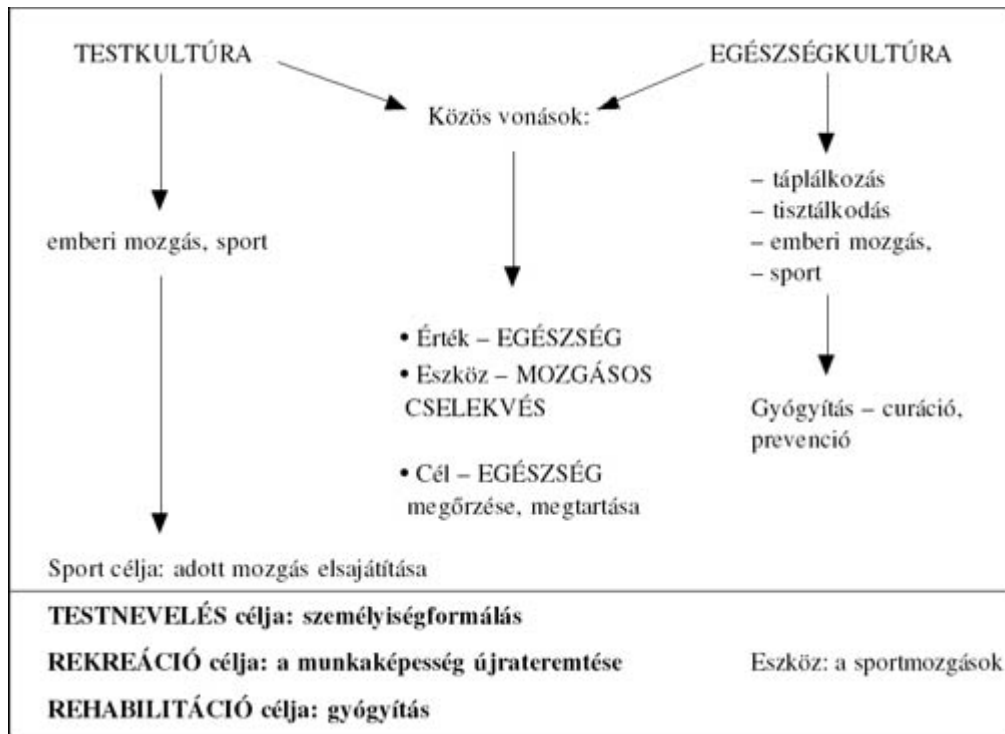 TESTKULTÚRA
EGÉSZSÉGKULTÚRA
Közös vonások:
emberi mozgás, sport
– táplálkozás
– tisztálkodás
– emberi mozgás,
– sport
• Érték – EGÉSZSÉG
• Eszköz – MOZGÁSOS
CSELEKVÉS
• Cél – EGÉSZSÉG
megőrzése, megtartása
Gyógyítás – curáció,
prevenció
Sport célja: adott mozgás elsajátítása
TESTNEVELÉS célja: személyiségformálás
REKREÁCIÓ célja: a munkaképesség újrateremtése
Eszköz: a sportmozgások
REHABILITÁCIÓ célja: gyógyítás